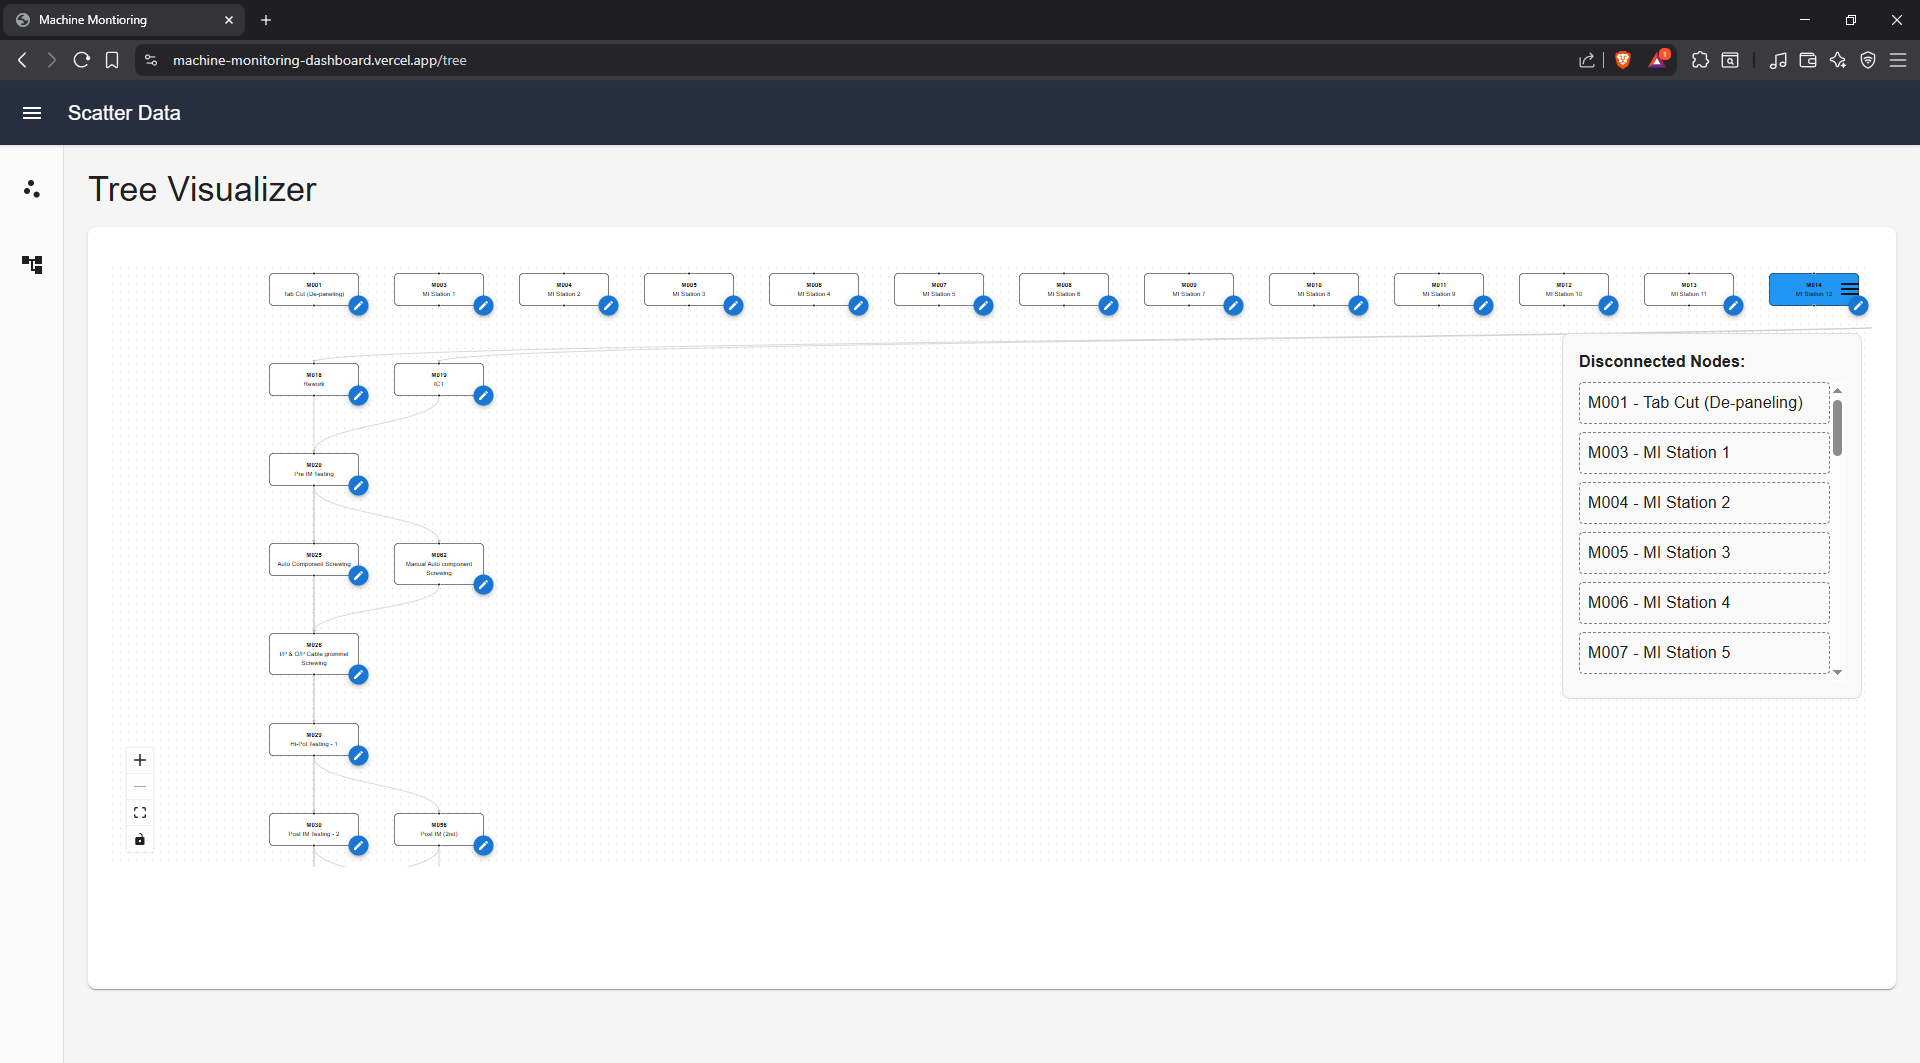 Machine Montioring
machine-monitoring-dashboard.vercel.app/tree
1
Scatter Data
Tree Visualizer
M001
Tab Cut (De-paneling)
M003
MI Station 1
M004
MI Station 2
M005
MI Station 3
M006
MI Station 4
M007
MI Station 5
M008
MI Station 6
M009
MI Station 7
M010
MI Station 8
M011
MI Station 9
M012
MI Station 10
M013
MI Station 11
M014
MI Station 12
M018
Rework
M019
ICT
M020
Pre IM Testing
M025
Auto Component Screwing
M062
Manual Auto component
Screwing
M026
I/P & O/P Cable grommet
Screwing
M029
Hi-Pot Testing - 1
M030
Post IM Testing - 2
M056
Post IM (2nd)
Disconnected Nodes:
M001 - Tab Cut (De-paneling)
M003 - MI Station 1
M004 - MI Station 2
M005 - MI Station 3
M006 - MI Station 4
M007 - MI Station 5